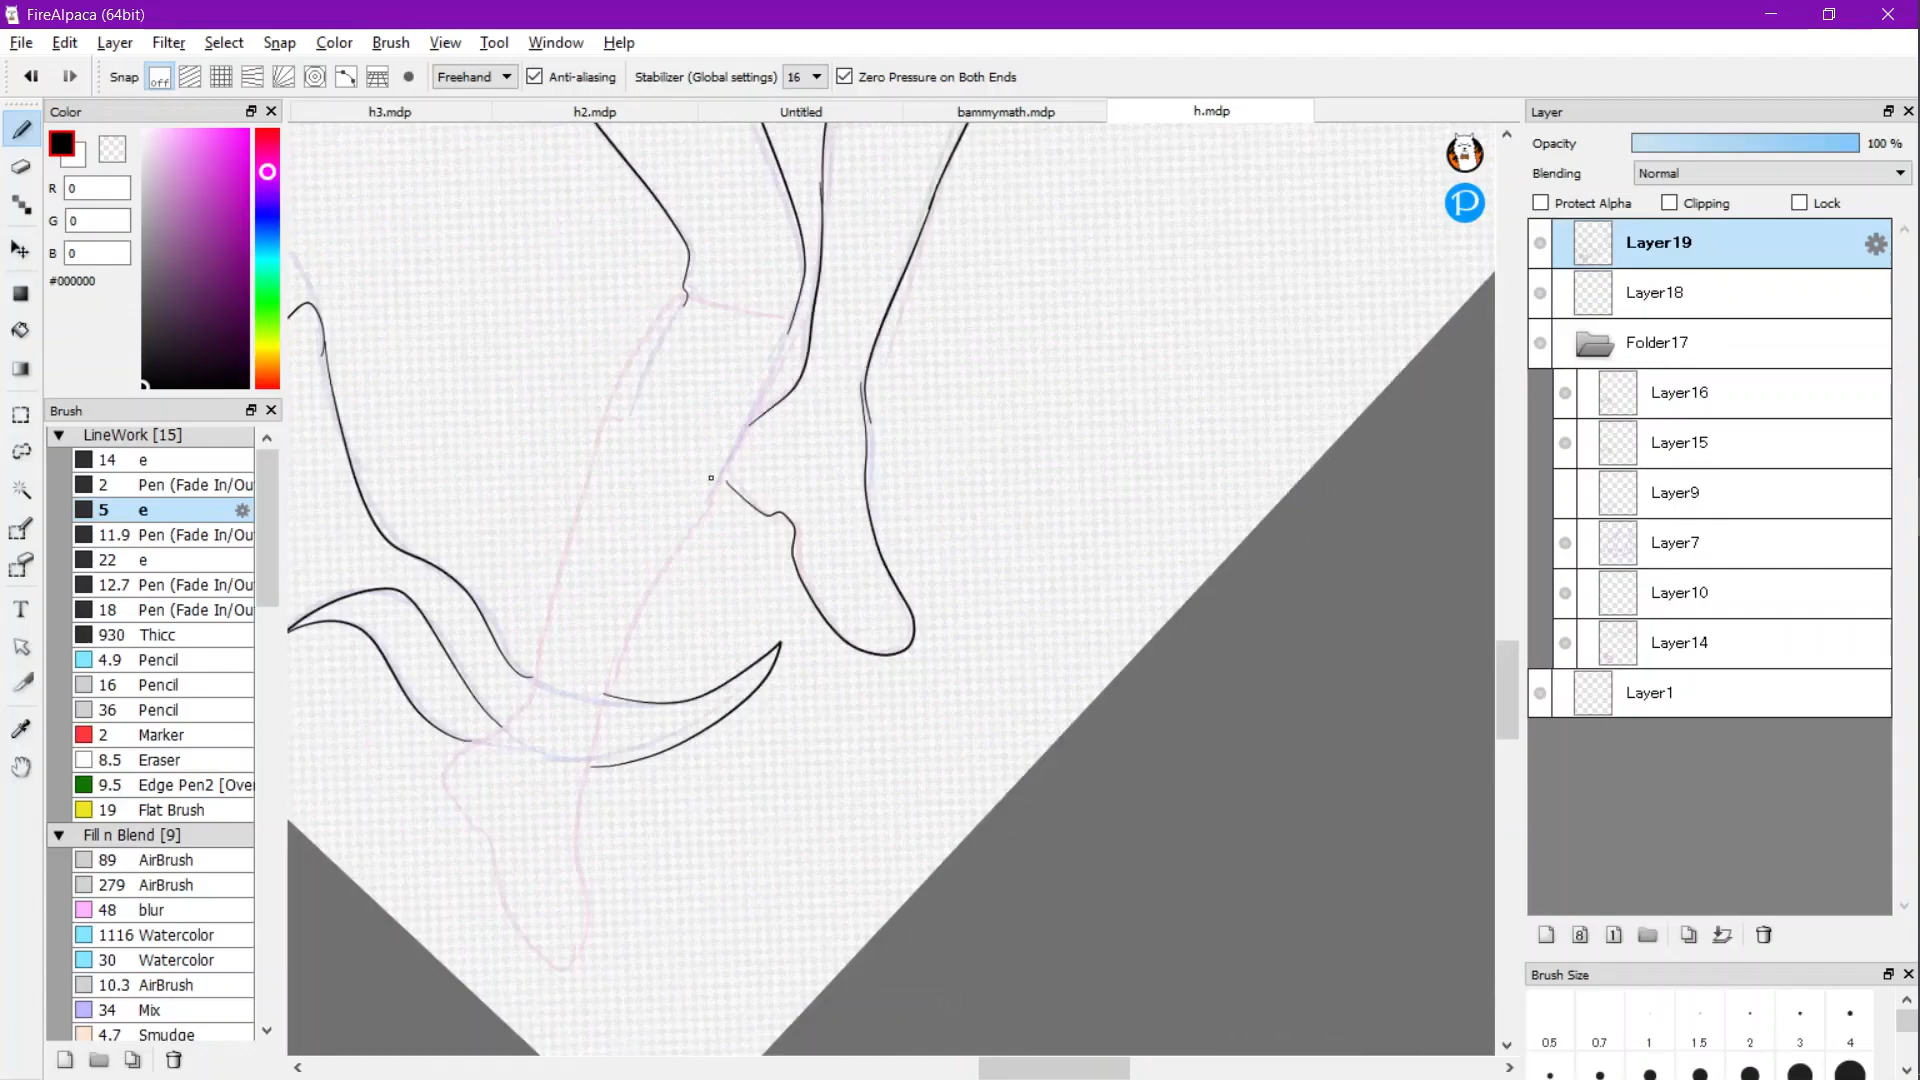 FireAlpaca (64bit)
File Edit Layer Filter Select Snap Color Brush View Tool Window Help
Snap off Freehand Anti-aliasing Stabilizer (Global settings) 16 Zero Pressure on Both Ends
Color
h3.mdp h2.mdp Untitled bammymath.mdp h.mdp
R 0
G 0
B 0
#000000
Brush
LineWork [15]
14 e
2 Pen (Fade In/Ou
5 e
11.9 Pen (Fade In/Ou
22 e
12.7 Pen (Fade In/Ou
18 Pen (Fade In/Ou
930 Thicc
4.9 Pencil
16 Pencil
36 Pencil
2 Marker
8.5 Eraser
9.5 Edge Pen2 [Ove
19 Flat Brush
Fill n Blend [9]
89 AirBrush
279 AirBrush
48 blur
1116 Watercolor
30 Watercolor
10.3 AirBrush
34 Mix
4.7 Smudge
Layer
Opacity 100 %
Blending Normal
Protect Alpha Clipping Lock
Layer19
Layer18
Folder17
Layer16
Layer15
Layer9
Layer7
Layer10
Layer14
Layer1
8 1
Brush Size
0.5 0.7 1 1.5 2 3 4
T
P